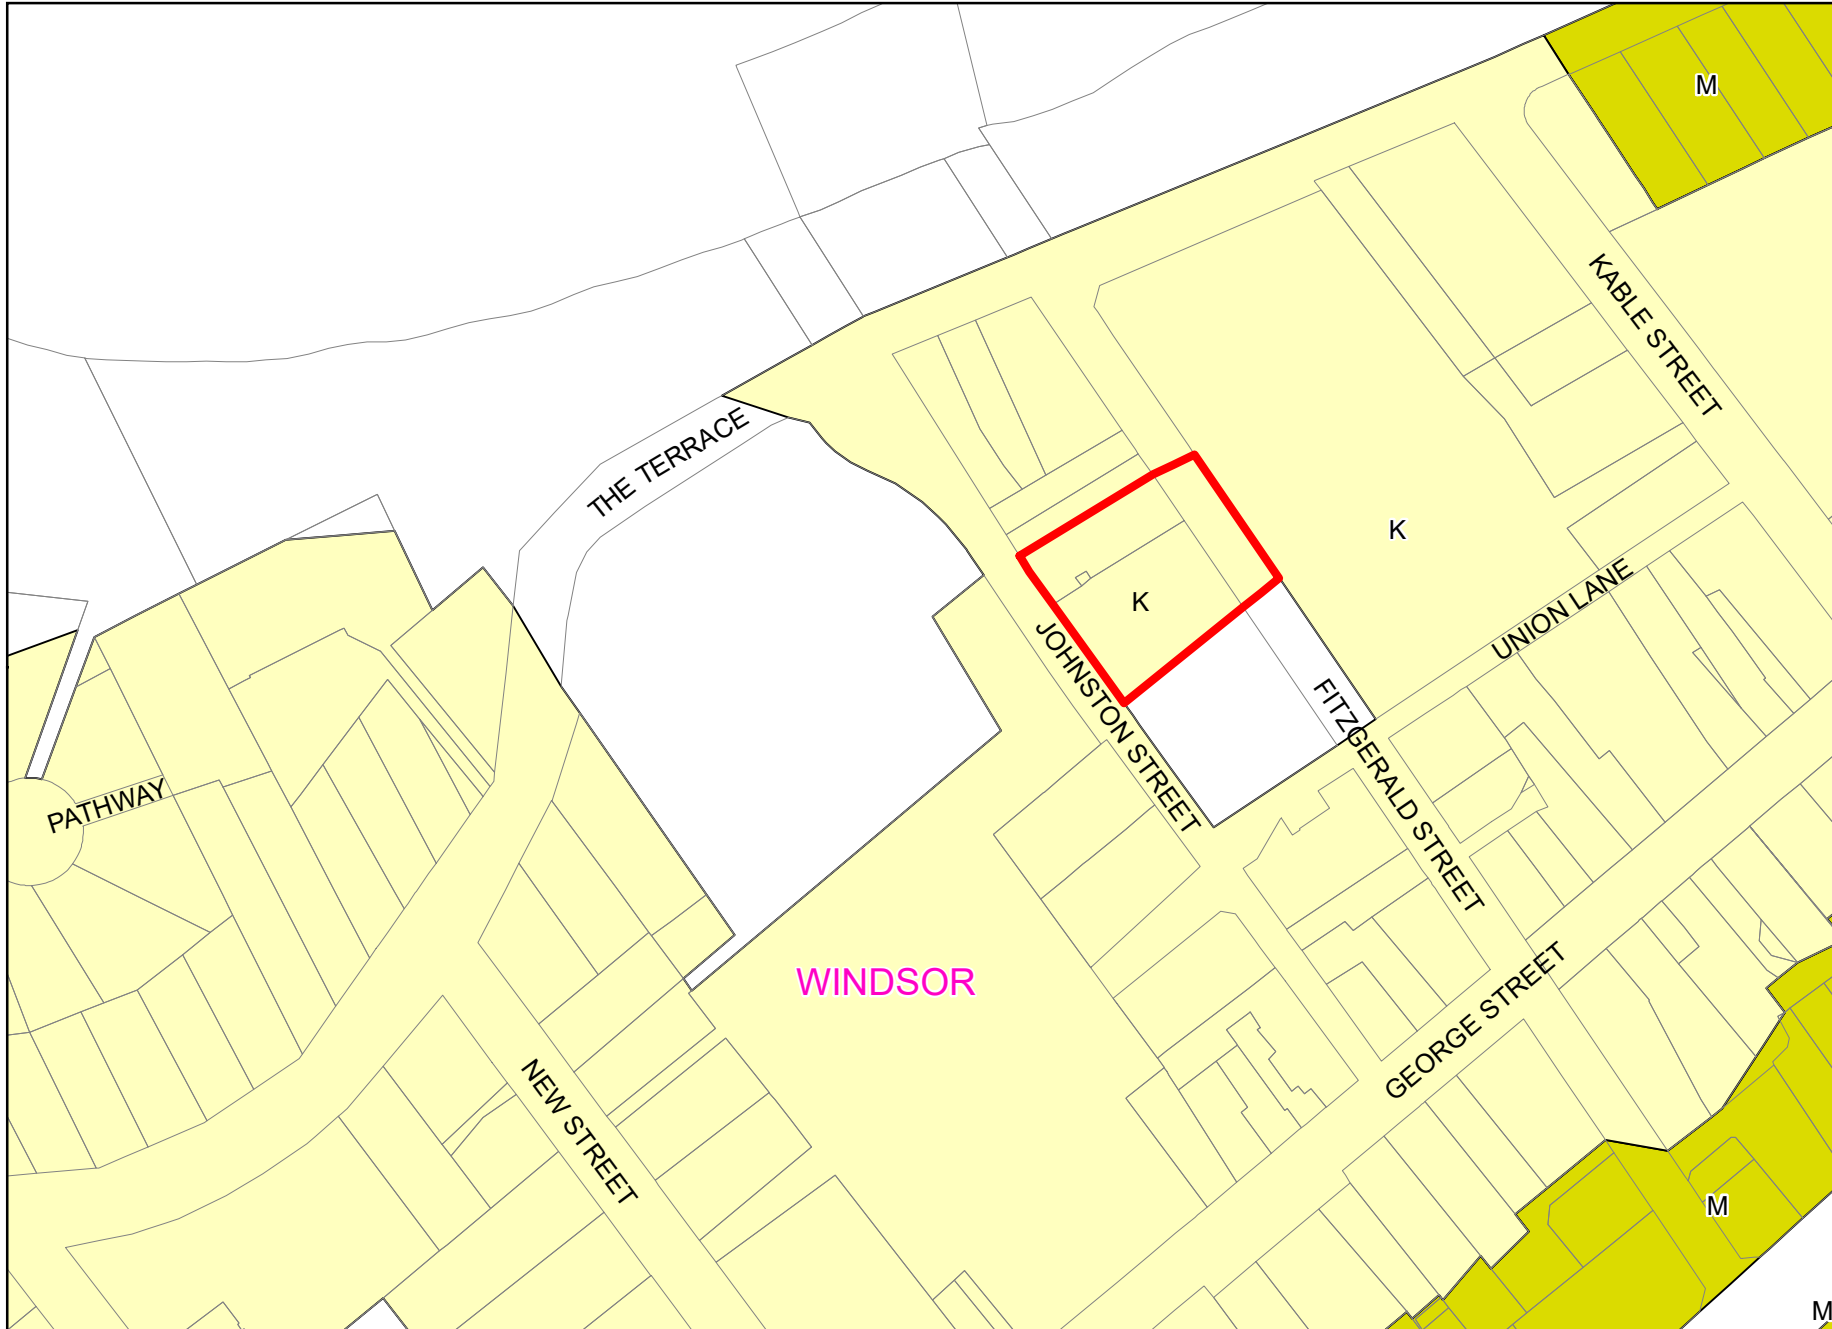 M
KABLE STREET
THE TERRACE
K
K
UNION LANE
JOHNSTON STREET
FITZGERALD STREET
PATHWAY
WINDSOR
GEORGE STREET
NEW STREET
M
M